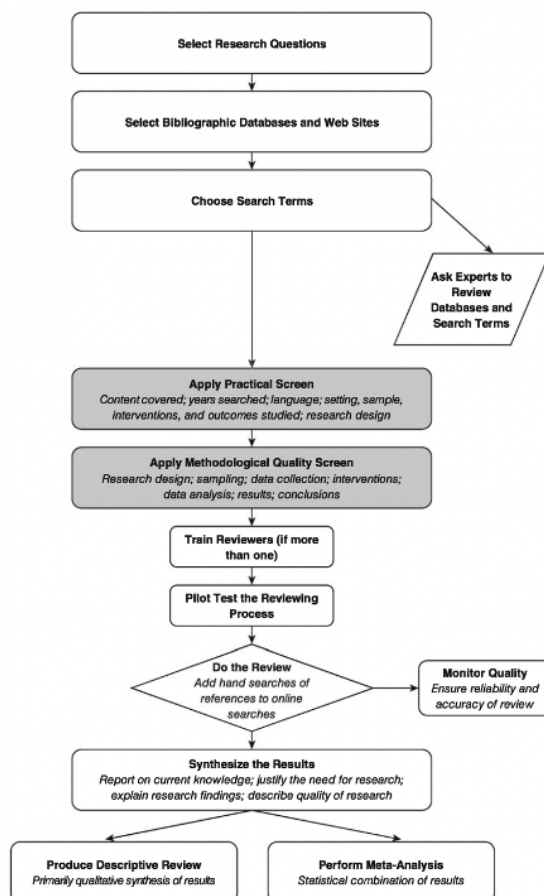 Select Research Questions
Select Bibliographic Databases and Web Sites
Choose Search Terms
Ask Experts to
Review
Databases and
Search Terms
Apply Practical Screen
Content covered; years searched; language; setting, sample,
interventions, and outcomes studied; research design
Apply Methodological Quality Screen
Research design; sampling; data collection; interventions;
data analysis; results; conclusions
Train Reviewers (if more
than one)
Pilot Test the Reviewing
Process
Do the Review
Add hand searches of
references to online
searches
Monitor Quality
Ensure reliability and
accuracy of review
Synthesize the Results
Report on current knowledge; justify the need for research;
explain research findings; describe quality of research
Produce Descriptive Review
Primarily qualitative synthesis of results
Perform Meta-Analysis
Statistical combination of results